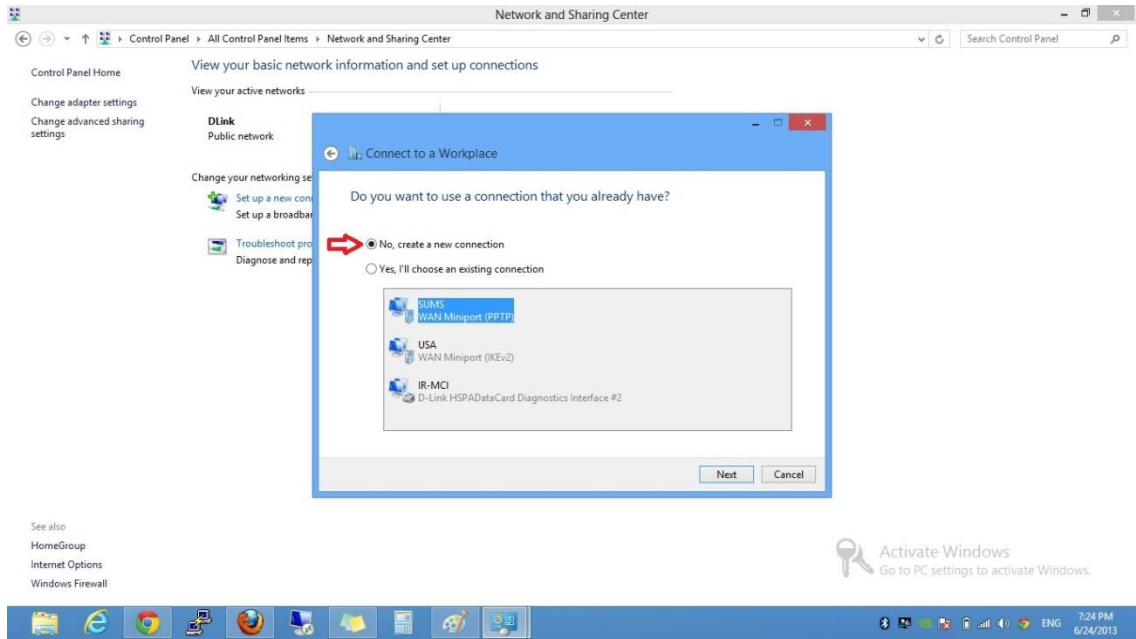 Network and Sharing Center
Control Panel All Control Panel Items Network and Sharing Center
Search Control Panel
Control Panel Home
Change adapter settings
Change advanced sharing
settings
View your basic network information and set up connections
View your active networks
DLink
Public network
Change your networking se
Set up a new con
Set up a broadba
Troubleshoot pro
Diagnose and rep
Connect to a Workplace
Do you want to use a connection that you already have?
No, create a new connection
Yes, I'll choose an existing connection
SUMS
WAN Miniport (PPTP)
USA
WAN Miniport (IKEv2)
IR-MCI
D-Link HSPADataCard Diagnostics Interface #2
Next Cancel
See also
HomeGroup
Internet Options
Windows Firewall
Activate Windows
Go to PC settings to activate Windows.
ENG
7:24 PM
6/24/2013